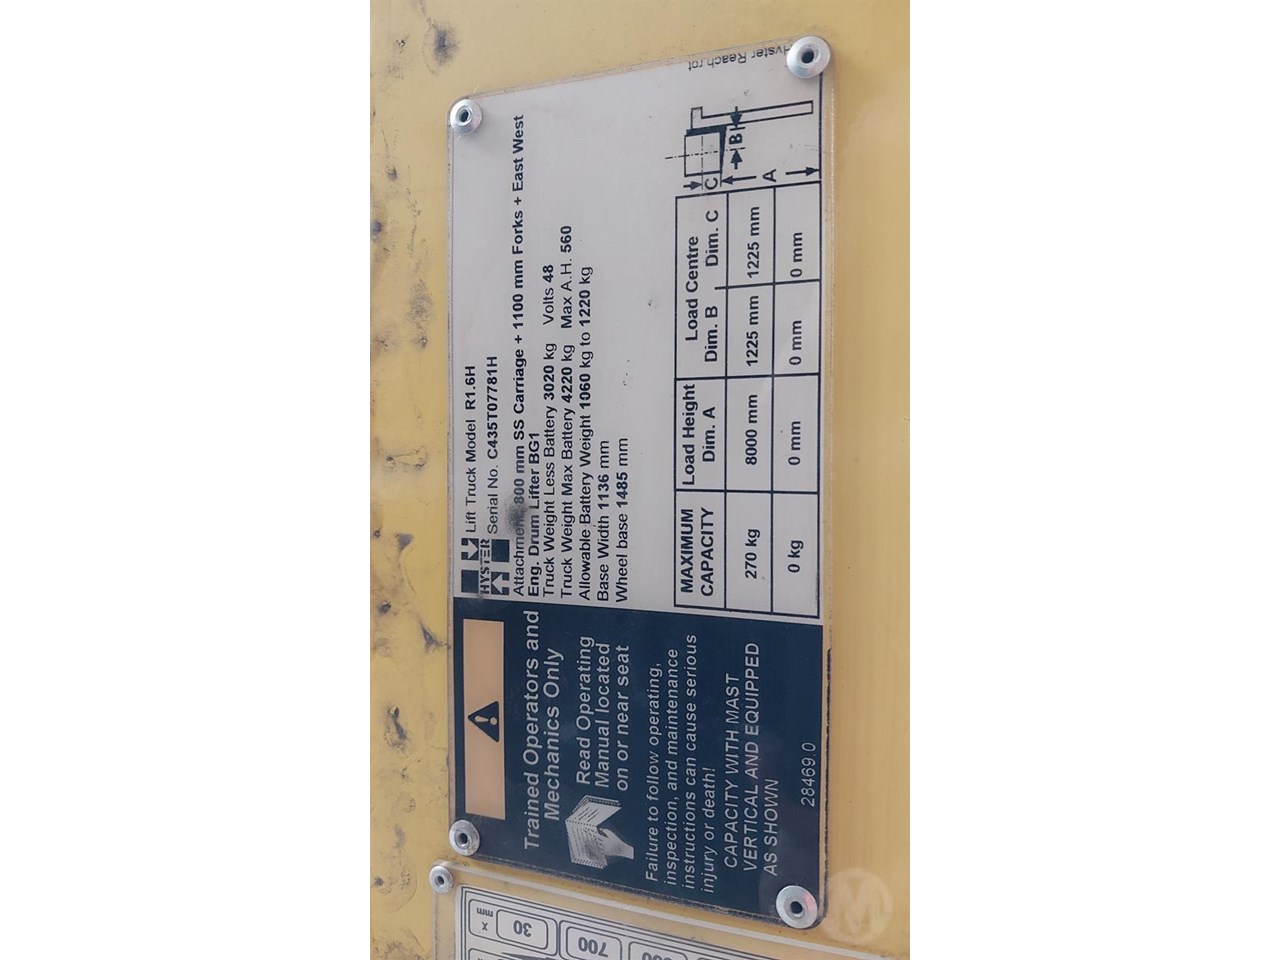 HYSTER
Lift Truck Model R1.6H
Serial No. C435T07781H
Attachment: 800 mm SS Carriage + 1100 mm Forks + East West
Eng. Drum Lifter BG1
Truck Weight Less Battery 3020 kg Volts 48
Truck Weight Max Battery 4220 kg Max A.H. 560
Allowable Battery Weight 1060 kg to 1220 kg
Base Width 1136 mm
Wheel base 1485 mm
MAXIMUM CAPACITY Load Height Dim. A Load Centre Dim. B Dim. C
270 kg 8000 mm 1225 mm 1225 mm
0 kg 0 mm 0 mm 0 mm
C
B
A
Hyster Reach rot
Trained Operators and
Mechanics Only
Read Operating
Manual located
on or near seat
Failure to follow operating,
inspection, and maintenance
instructions can cause serious
injury or death!
CAPACITY WITH MAST
VERTICAL AND EQUIPPED
AS SHOWN
28469.0
X
mm
30
700
M